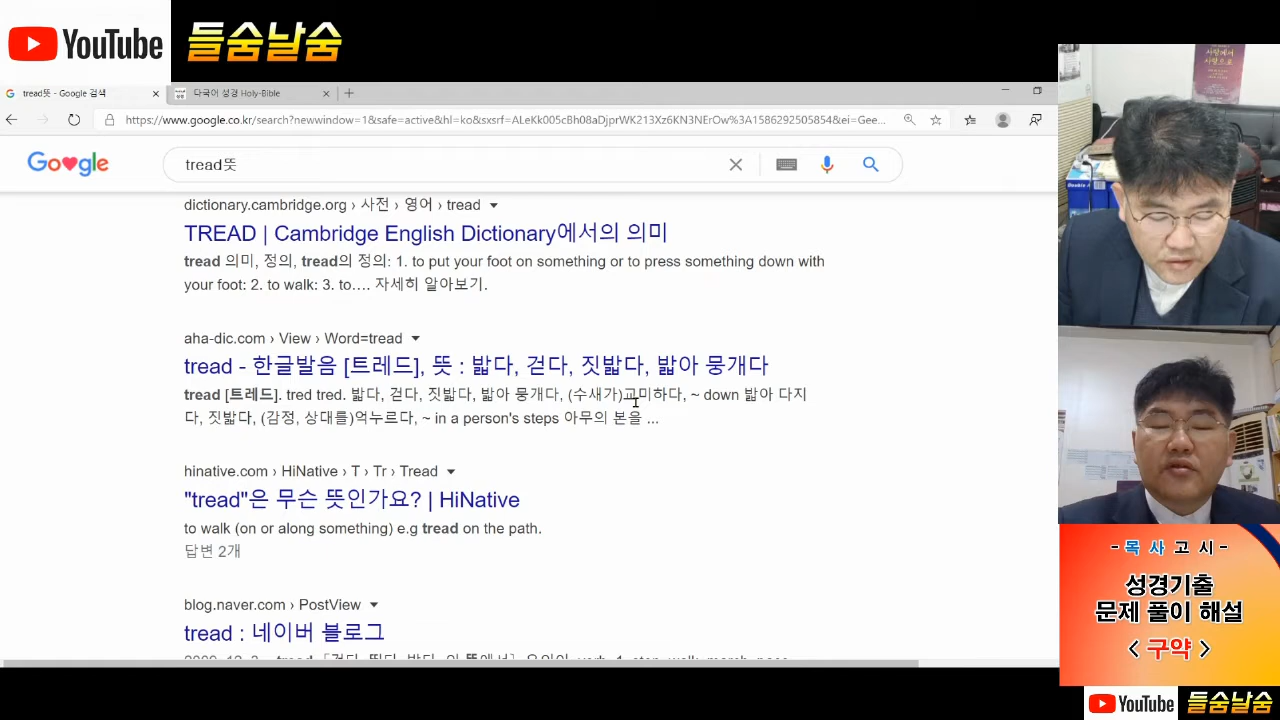 YouTube 들숨날숨
tread뜻 - Google 검색
다국어 성경 Holy-Bible
https://www.google.co.kr/search?newwindow=1&safe=active&hl=ko&sxsrf=ALeKk005cBh08aDjprWK213Xz6KN3NErOw%3A1586292505854&ei=Gee...
Google
tread뜻
dictionary.cambridge.org › 사전 › 영어 › tread
TREAD | Cambridge English Dictionary에서의 의미
tread 의미, 정의, tread의 정의: 1. to put your foot on something or to press something down with
your foot: 2. to walk: 3. to…. 자세히 알아보기.
aha-dic.com › View › Word=tread
tread - 한글발음 [트레드], 뜻 : 밟다, 걷다, 짓밟다, 밟아 뭉개다
tread [트레드]. tred tred. 밟다, 걷다, 짓밟다, 밟아 뭉개다, (수새가)교미하다, ~ down 밟아 다지
다, 짓밟다, (감정, 상대를)억누르다, ~ in a person's steps 아무의 본을 ...
hinative.com › HiNative › T › Tr › Tread
"tread"은 무슨 뜻인가요? | HiNative
to walk (on or along something) e.g tread on the path.
답변 2개
blog.naver.com › PostView
tread : 네이버 블로그
사랑에서
사랑으로
- 목 사 고 시 -
성경기출
문제 풀이 해설
< 구약 >
YouTube 들숨날숨